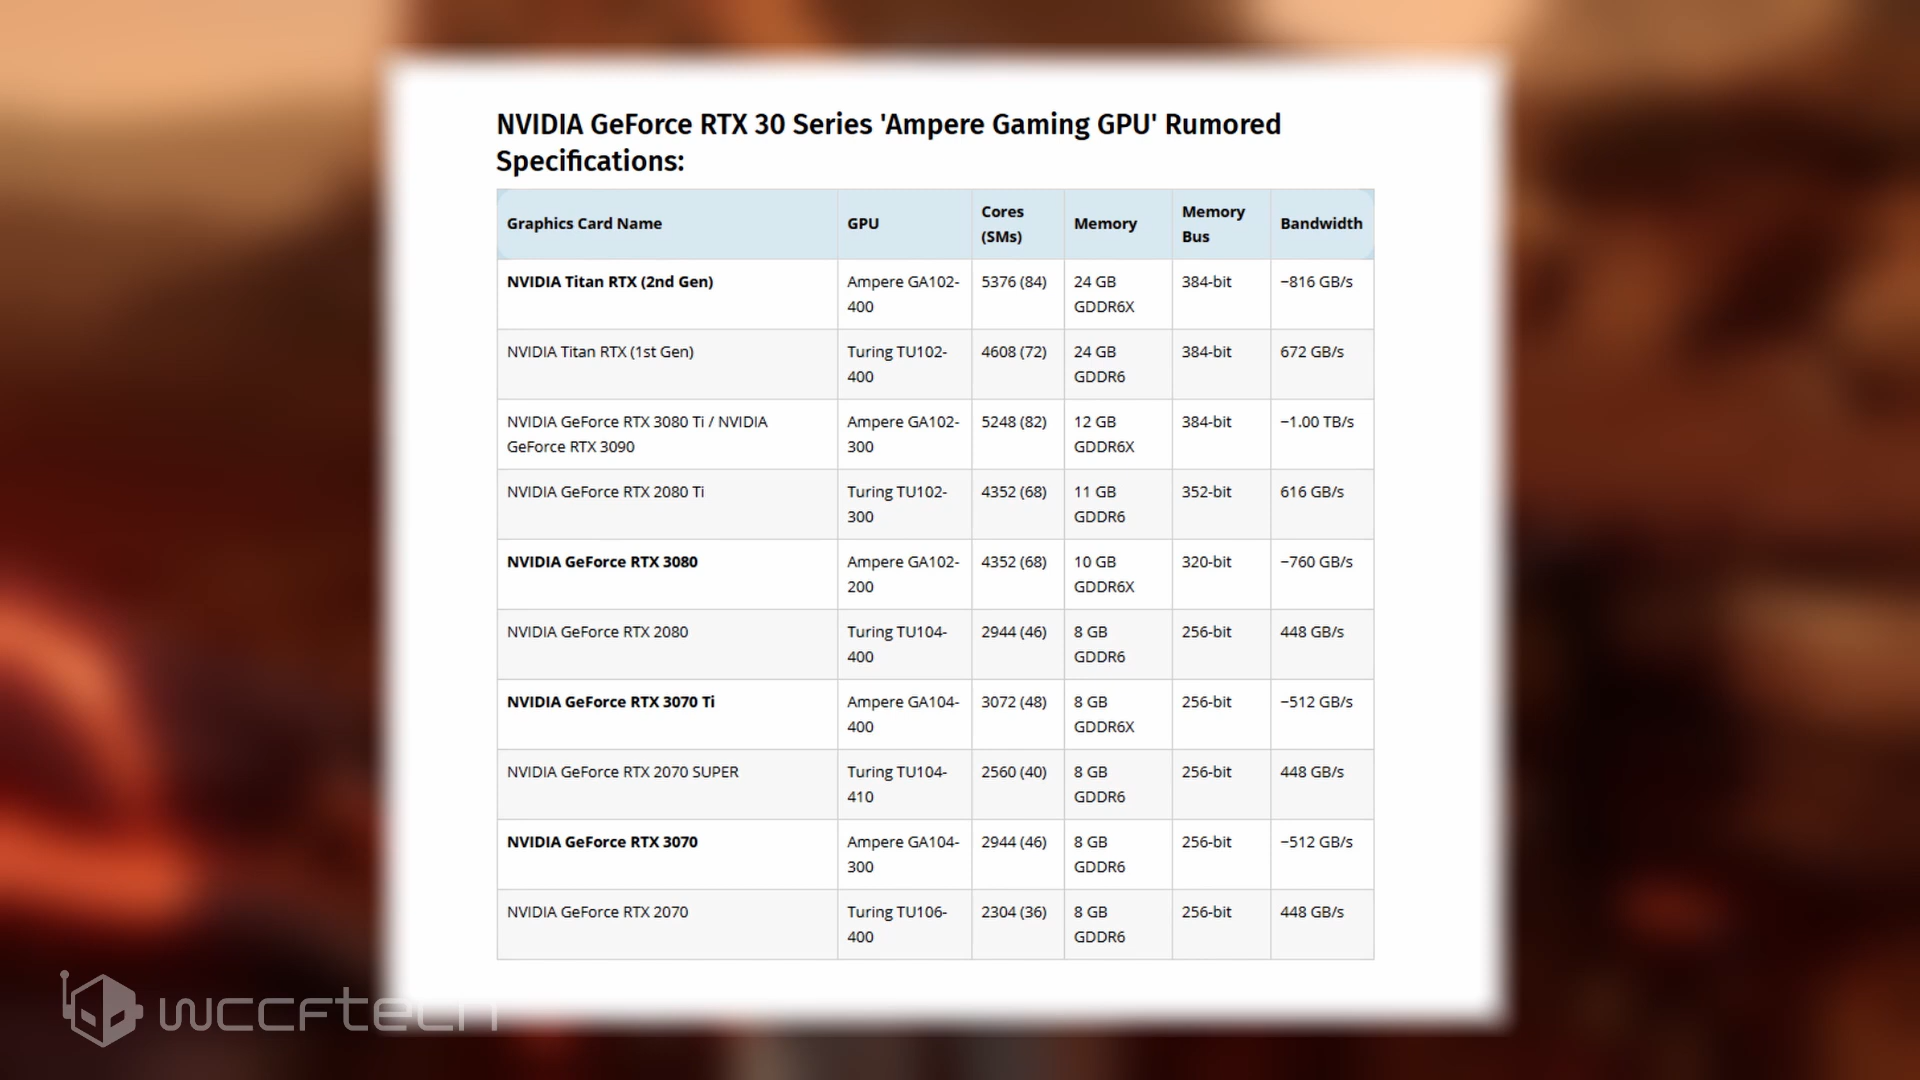 NVIDIA GeForce RTX 30 Series 'Ampere Gaming GPU' Rumored
Specifications:
Graphics Card Name GPU Cores (SMs) Memory Memory Bus Bandwidth
NVIDIA Titan RTX (2nd Gen) Ampere GA102-400 5376 (84) 24 GB GDDR6X 384-bit ~816 GB/s
NVIDIA Titan RTX (1st Gen) Turing TU102-400 4608 (72) 24 GB GDDR6 384-bit 672 GB/s
NVIDIA GeForce RTX 3080 Ti / NVIDIA GeForce RTX 3090 Ampere GA102-300 5248 (82) 12 GB GDDR6X 384-bit ~1.00 TB/s
NVIDIA GeForce RTX 2080 Ti Turing TU102-300 4352 (68) 11 GB GDDR6 352-bit 616 GB/s
NVIDIA GeForce RTX 3080 Ampere GA102-200 4352 (68) 10 GB GDDR6X 320-bit ~760 GB/s
NVIDIA GeForce RTX 2080 Turing TU104-400 2944 (46) 8 GB GDDR6 256-bit 448 GB/s
NVIDIA GeForce RTX 3070 Ti Ampere GA104-400 3072 (48) 8 GB GDDR6X 256-bit ~512 GB/s
NVIDIA GeForce RTX 2070 SUPER Turing TU104-410 2560 (40) 8 GB GDDR6 256-bit 448 GB/s
NVIDIA GeForce RTX 3070 Ampere GA104-300 2944 (46) 8 GB GDDR6 256-bit ~512 GB/s
NVIDIA GeForce RTX 2070 Turing TU106-400 2304 (36) 8 GB GDDR6 256-bit 448 GB/s
wccftech